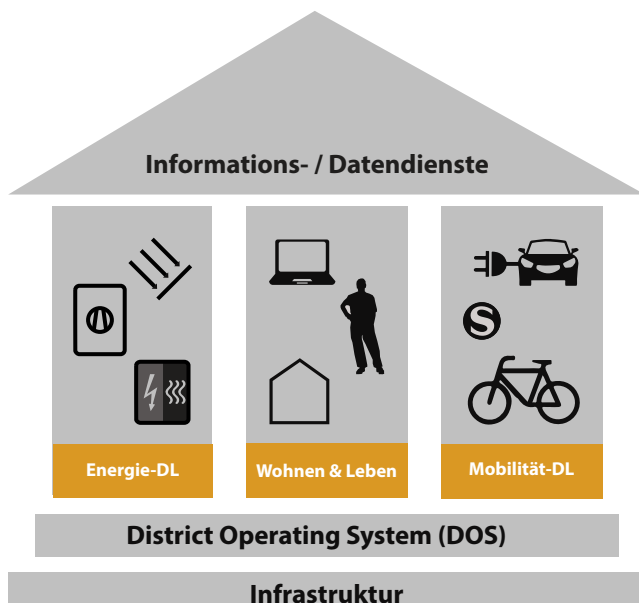 Informations- / Datendienste
S
Energie-DL
Wohnen & Leben
Mobilität-DL
District Operating System (DOS)
Infrastruktur